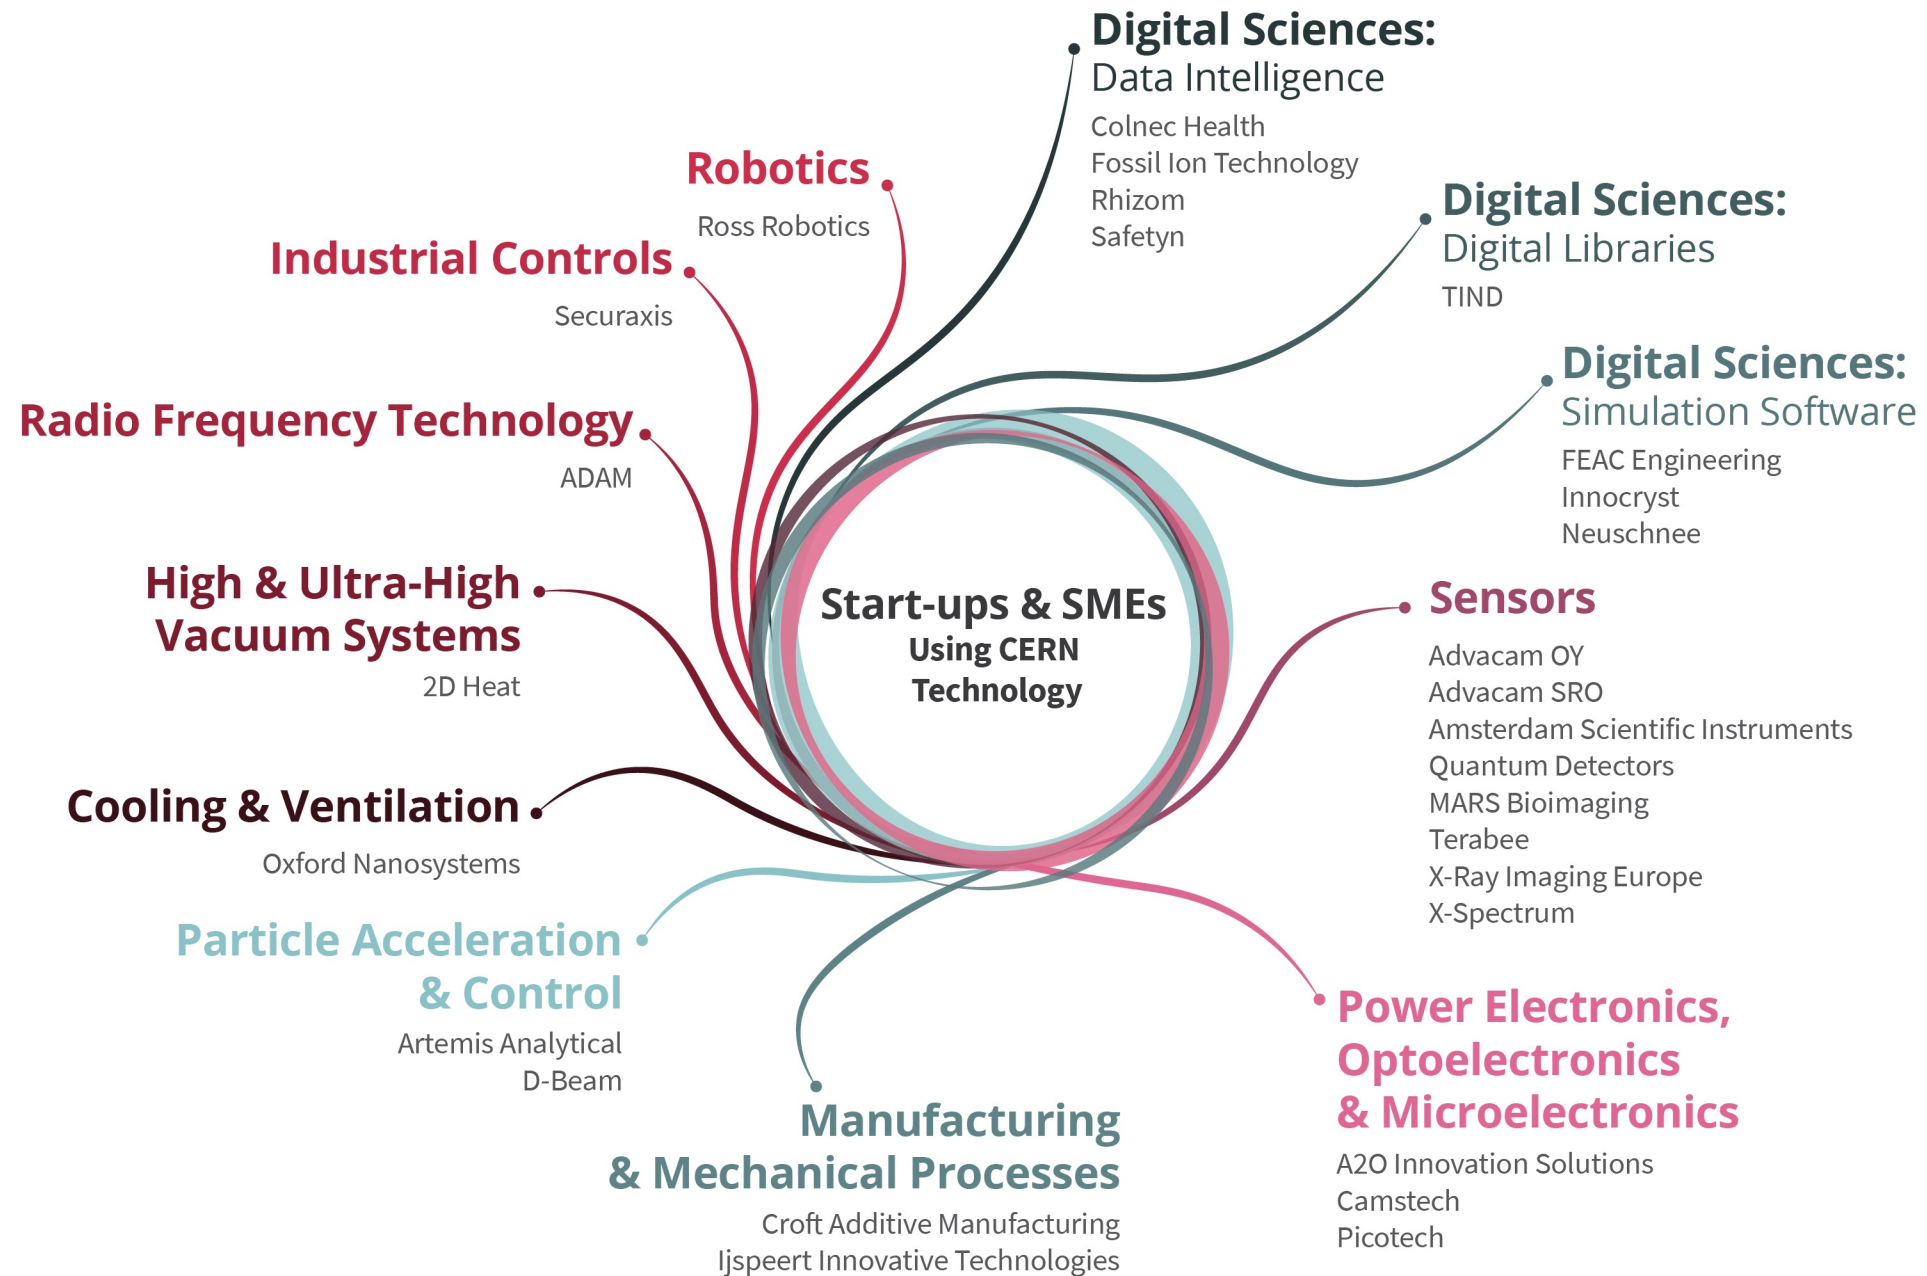 Digital Sciences:
Data Intelligence
Colnec Health
Fossil Ion Technology
Rhizom
Safetyn
Robotics
Ross Robotics
Digital Sciences:
Digital Libraries
TIND
Industrial Controls
Securaxis
Digital Sciences:
Simulation Software
FEAC Engineering
Innocryst
Neuschnee
Radio Frequency Technology
ADAM
High & Ultra-High
Vacuum Systems
2D Heat
Start-ups & SMEs
Using CERN
Technology
Sensors
Advacam OY
Advacam SRO
Amsterdam Scientific Instruments
Quantum Detectors
MARS Bioimaging
Terabee
X-Ray Imaging Europe
X-Spectrum
Cooling & Ventilation
Oxford Nanosystems
Particle Acceleration
& Control
Artemis Analytical
D-Beam
Power Electronics,
Optoelectronics
& Microelectronics
A2O Innovation Solutions
Camstech
Picotech
Manufacturing
& Mechanical Processes
Croft Additive Manufacturing
Ijspeert Innovative Technologies